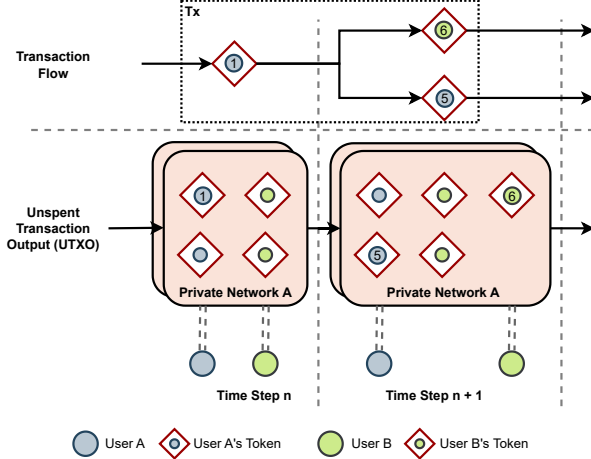 Tx
Transaction
Flow
1
6
5
Unspent
Transaction
Output (UTXO)
1
6
5
Private Network A
Private Network A
Time Step n
Time Step n + 1
User A
User A's Token
User B
User B's Token